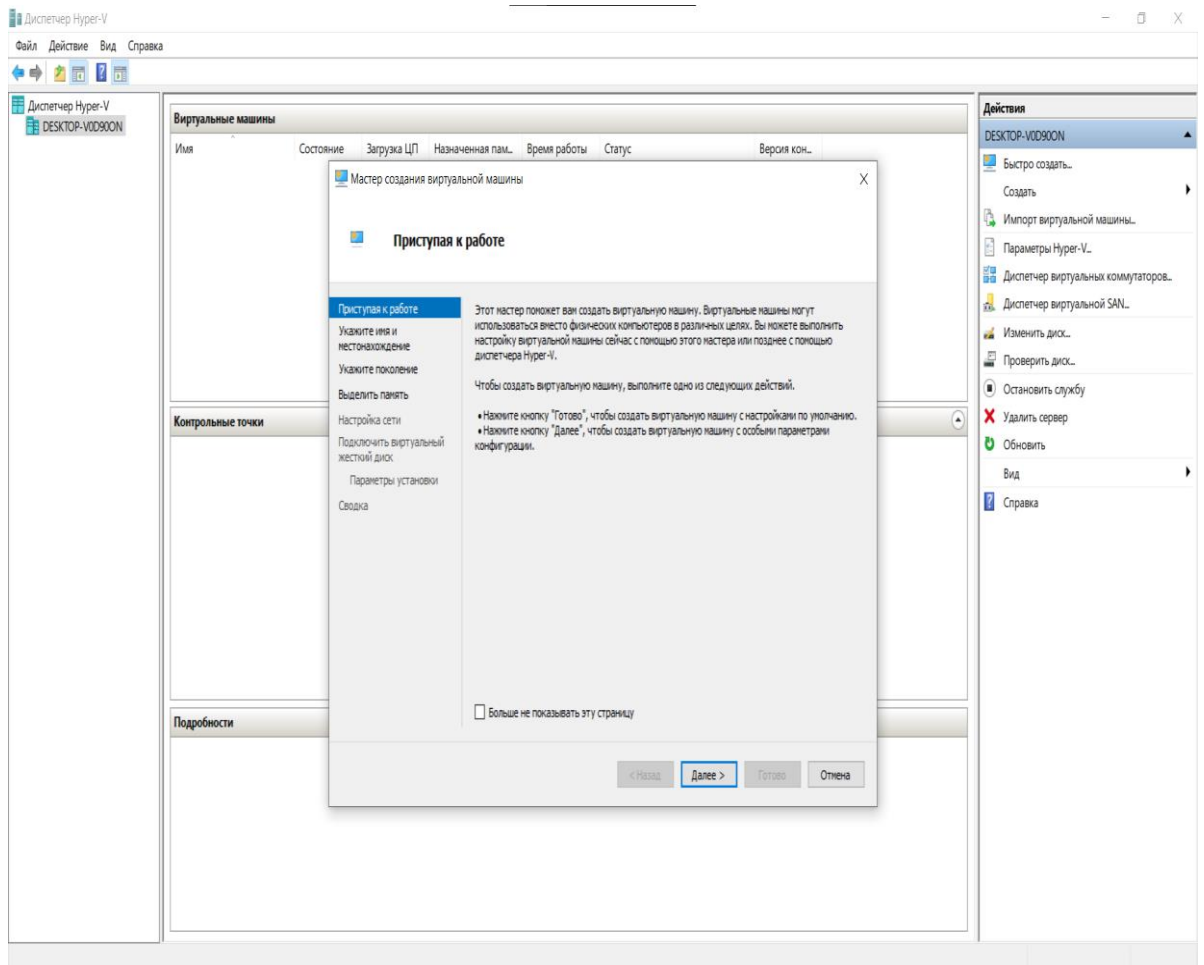 Диспетчер Hyper-V
Файл Действие Вид Справка
Диспетчер Hyper-V
DESKTOP-V0D90ON
Виртуальные машины
Имя Состояние Загрузка ЦП Назначенная пам... Время работы Статус Версия кон...
Контрольные точки
Подробности
Мастер создания виртуальной машины
Приступая к работе
Приступая к работе
Укажите имя и
местонахождение
Укажите поколение
Выделить память
Настройка сети
Подключить виртуальный
жесткий диск
Параметры установки
Сводка
Этот мастер поможет вам создать виртуальную машину. Виртуальные машины могут
использоваться вместо физических компьютеров в различных целях. Вы можете выполнить
настройку виртуальной машины сейчас с помощью этого мастера или позднее с помощью
диспетчера Hyper-V.
Чтобы создать виртуальную машину, выполните одно из следующих действий.
• Нажмите кнопку "Готово", чтобы создать виртуальную машину с настройками по умолчанию.
• Нажмите кнопку "Далее", чтобы создать виртуальную машину с особыми параметрами
конфигурации.
Больше не показывать эту страницу
< Назад Далее > Готово Отмена
Действия
DESKTOP-V0D90ON
Быстро создать...
Создать
Импорт виртуальной машины...
Параметры Hyper-V...
Диспетчер виртуальных коммутаторов...
Диспетчер виртуальной SAN...
Изменить диск...
Проверить диск...
Остановить службу
Удалить сервер
Обновить
Вид
Справка